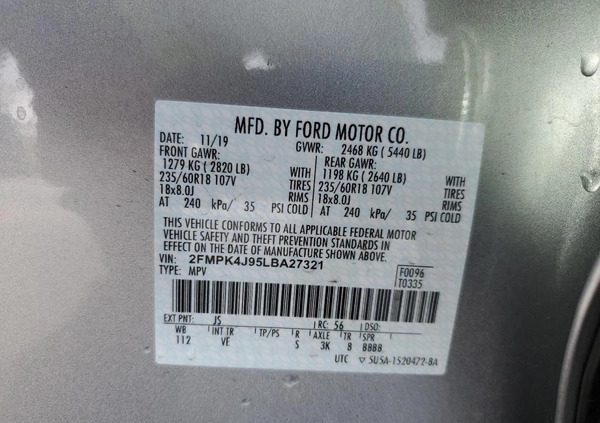 MFD. BY FORD MOTOR CO.
DATE: 11/19 GVWR: 2468 KG ( 5440 LB)
FRONT GAWR: REAR GAWR:
1279 KG ( 2820 LB) WITH 1198 KG ( 2640 LB) WITH
235/60R18 107V TIRES 235/60R18 107V TIRES
18x8.0J RIMS 18x8.0J RIMS
AT 240 kPa/ 35 PSI COLD AT 240 kPa/ 35 PSI COLD
THIS VEHICLE CONFORMS TO ALL APPLICABLE FEDERAL MOTOR
VEHICLE SAFETY AND THEFT PREVENTION STANDARDS IN
EFFECT ON THE DATE OF MANUFACTURE SHOWN ABOVE.
VIN: 2FMPK4J95LBA27321 F0096
TYPE: MPV T0335
EXT PNT: JS RC: 56 DSO:
WB INT TR TP/PS R AXLE TR SPR
112 VE S 3K 8 BBBB
UTC ▽ 5U5A-1520472-BA